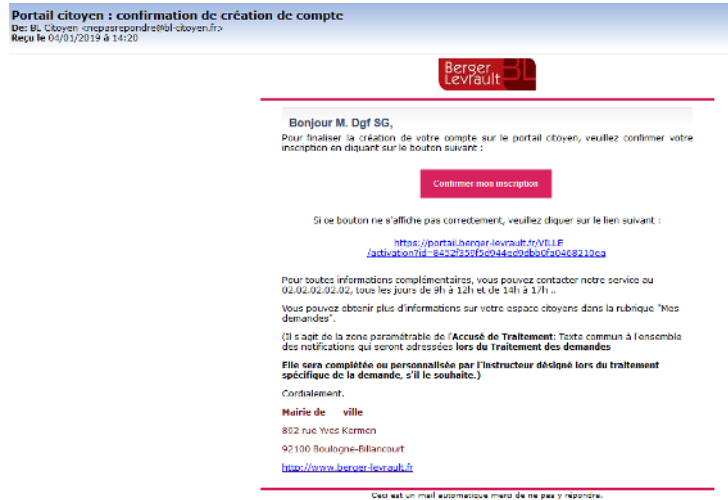 Portail citoyen : confirmation de création de compte
De: BL Citoyen <nepasrepondre@bl-citoyen.fr>
Reçu le 04/01/2019 à 14:20
Berger
Levrault BL
Bonjour M. Dgf SG,
Pour finaliser la création de votre compte sur le portail citoyen, veuillez confirmer votre
inscription en cliquant sur le bouton suivant :
Confirmer mon inscription
Si ce bouton ne s'affiche pas correctement, veuillez cliquer sur le lien suivant :
https://portail.berger-levrault.fr/VILLE
/activation?id=8452f359f5d944ed9dbb0fa0468210ea
Pour toutes informations complémentaires, vous pouvez contacter notre service au
02.02.02.02.02, tous les jours de 9h à 12h et de 14h à 17h ..
Vous pouvez obtenir plus d'informations sur votre espace citoyens dans la rubrique "Mes
demandes".
(Il s'agit de la zone paramétrable de l'Accusé de Traitement: Texte commun à l'ensemble
des notifications qui seront adressées lors du Traitement des demandes
Elle sera complétée ou personnalisée par l'instructeur désigné lors du traitement
spécifique de la demande, s'il le souhaite.)
Cordialement.
Mairie de ville
892 rue Yves Kermen
92100 Boulogne-Billancourt
http://www.berger-levrault.fr
Ceci est un mail automatique merci de ne pas y répondre.